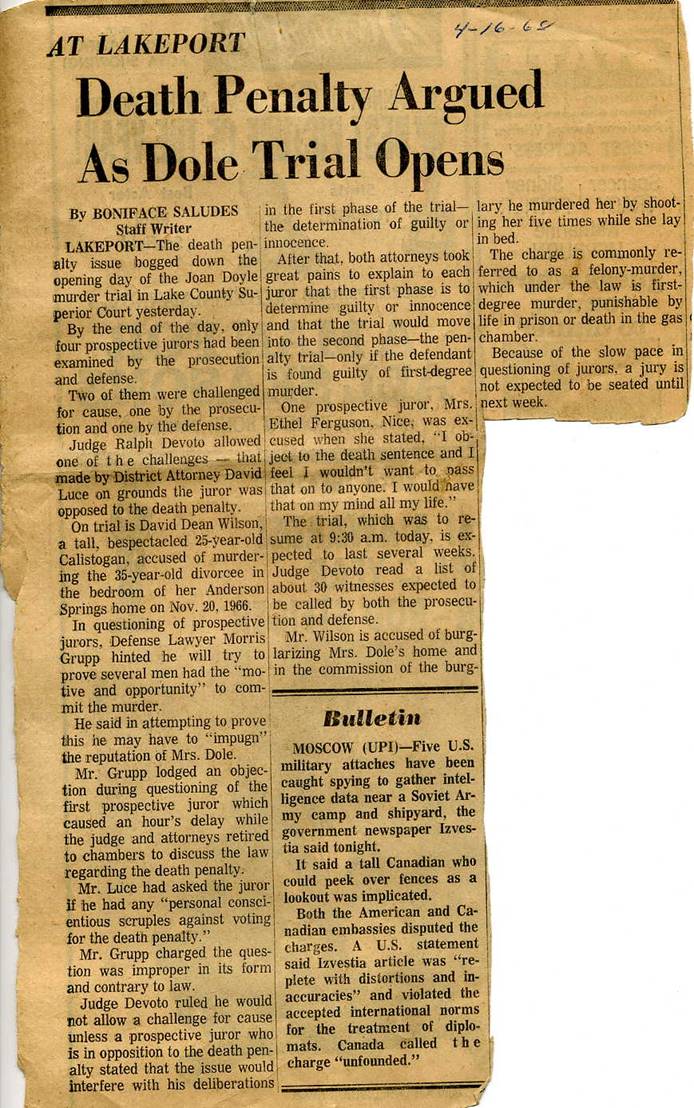 4-16-68
AT LAKEPORT
Death Penalty Argued
As Dole Trial Opens
By BONIFACE SALUDES
Staff Writer
LAKEPORT—The death pen-
alty issue bogged down the
opening day of the Joan Doyle
murder trial in Lake County Su-
perior Court yesterday.
By the end of the day, only
four prospective jurors had been
examined by the prosecution
and defense.
Two of them were challenged
for cause, one by the prosecu-
tion and one by the defense.
Judge Ralph Devoto allowed
one of the challenges — that
made by District Attorney David
Luce on grounds the juror was
opposed to the death penalty.
On trial is David Dean Wilson,
a tall, bespectacled 25-year-old
Calistogan, accused of murder-
ing the 35-year-old divorcee in
the bedroom of her Anderson
Springs home on Nov. 20, 1966.
In questioning of prospective
jurors, Defense Lawyer Morris
Grupp hinted he will try to
prove several men had the "mo-
tive and opportunity" to com-
mit the murder.
He said in attempting to prove
this he may have to "impugn"
the reputation of Mrs. Dole.
Mr. Grupp lodged an objec-
tion during questioning of the
first prospective juror which
caused an hour's delay while
the judge and attorneys retired
to chambers to discuss the law
regarding the death penalty.
Mr. Luce had asked the juror
if he had any "personal consci-
entious scruples against voting
for the death penalty."
Mr. Grupp charged the ques-
tion was improper in its form
and contrary to law.
Judge Devoto ruled he would
not allow a challenge for cause
unless a prospective juror who
is in opposition to the death pen-
alty stated that the issue would
interfere with his deliberations
in the first phase of the trial—
the determination of guilty or
innocence.
After that, both attorneys took
great pains to explain to each
juror that the first phase is to
determine guilty or innocence
and that the trial would move
into the second phase—the pen-
alty trial—only if the defendant
is found guilty of first-degree
murder.
One prospective juror, Mrs.
Ethel Ferguson, Nice, was ex-
cused when she stated, "I ob-
ject to the death sentence and I
feel I wouldn't want to pass
that on to anyone. I would have
that on my mind all my life."
The trial, which was to re-
sume at 9:30 a.m. today, is ex-
pected to last several weeks.
Judge Devoto read a list of
about 30 witnesses expected to
be called by both the prosecu-
tion and defense.
Mr. Wilson is accused of burg-
larizing Mrs. Dole's home and
in the commission of the burg-
lary he murdered her by shoot-
ing her five times while she lay
in bed.
The charge is commonly re-
ferred to as a felony-murder,
which under the law is first-
degree murder, punishable by
life in prison or death in the gas
chamber.
Because of the slow pace in
questioning of jurors, a jury is
not expected to be seated until
next week.
Bulletin
MOSCOW (UPI)—Five U.S.
military attaches have been
caught spying to gather intel-
ligence data near a Soviet Ar-
my camp and shipyard, the
government newspaper Izves-
tia said tonight.
It said a tall Canadian who
could peek over fences as a
lookout was implicated.
Both the American and Ca-
nadian embassies disputed the
charges. A U.S. statement
said Izvestia article was "re-
plete with distortions and in-
accuracies" and violated the
accepted international norms
for the treatment of diplo-
mats. Canada called the
charge "unfounded."